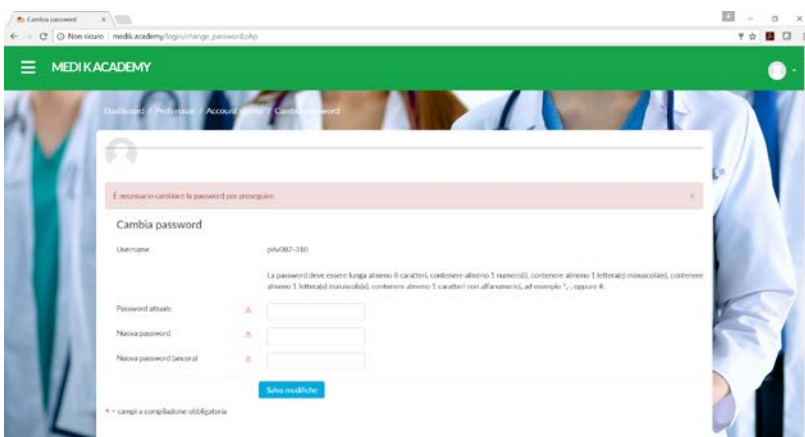 Cambia password
Non sicuro medik.academy/login/change_password.php
MEDIKACADEMY
Dashboard / Preferenze / Account utente / Cambia password
È necessario cambiare la password per proseguire.
Cambia password
Username priv087-310
La password deve essere lunga almeno 8 caratteri, contenere almeno 1 numero(i), contenere almeno 1 lettera(e) minuscola(e), contenere
almeno 1 lettera(e) maiuscola(e), contenere almeno 1 caratteri non alfanumerici, ad esempio *,-, oppure #.
Password attuale
Nuova password
Nuova password (ancora)
Salva modifiche
* = campi a compilazione obbligatoria